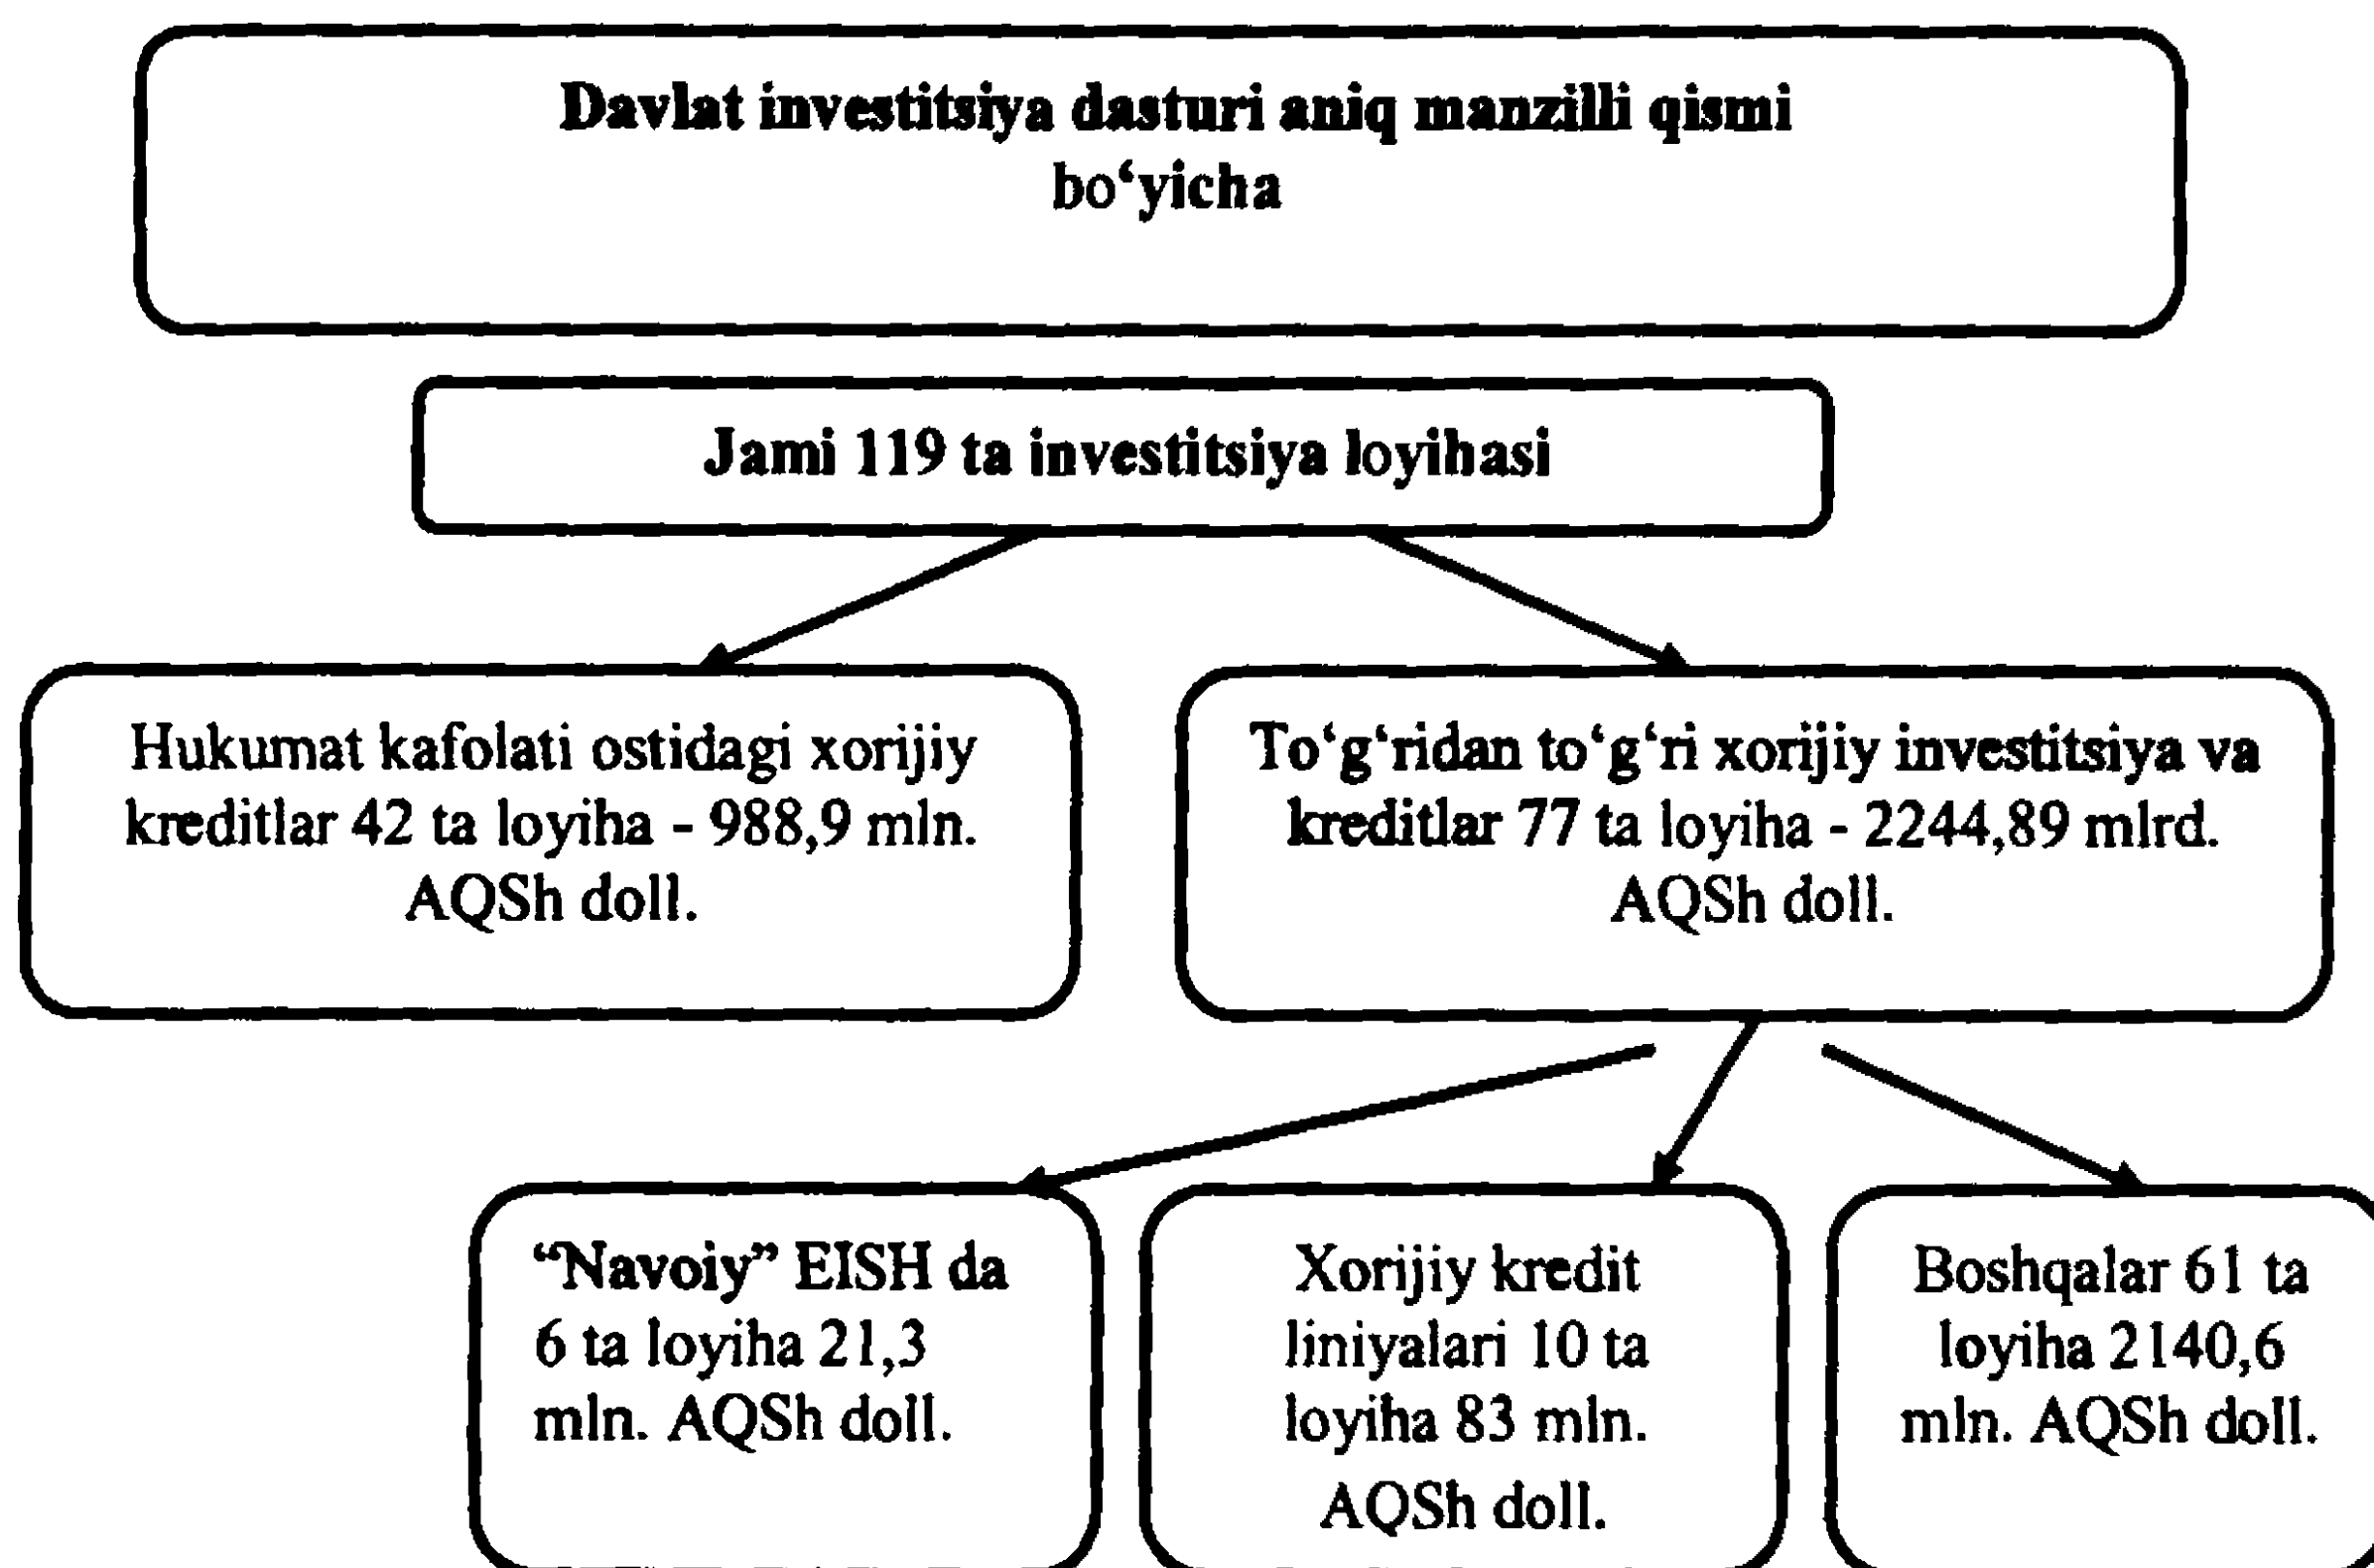 Davlat investitsiya dasturi aniq manzilli qismi
bo‘yicha
Jami 119 ta investitsiya loyihasi
Hukumat kafolati ostidagi xorijiy
kreditlar 42 ta loyiha - 988,9 mln.
AQSh doll.
To‘g‘ridan to‘g‘ri xorijiy investitsiya va
kreditlar 77 ta loyiha - 2244,89 mlrd.
AQSh doll.
“Navoiy” EISH da
6 ta loyiha 21,3
mln. AQSh doll.
Xorijiy kredit
liniyalari 10 ta
loyiha 83 mln.
AQSh doll.
Boshqalar 61 ta
loyiha 2140,6
mln. AQSh doll.